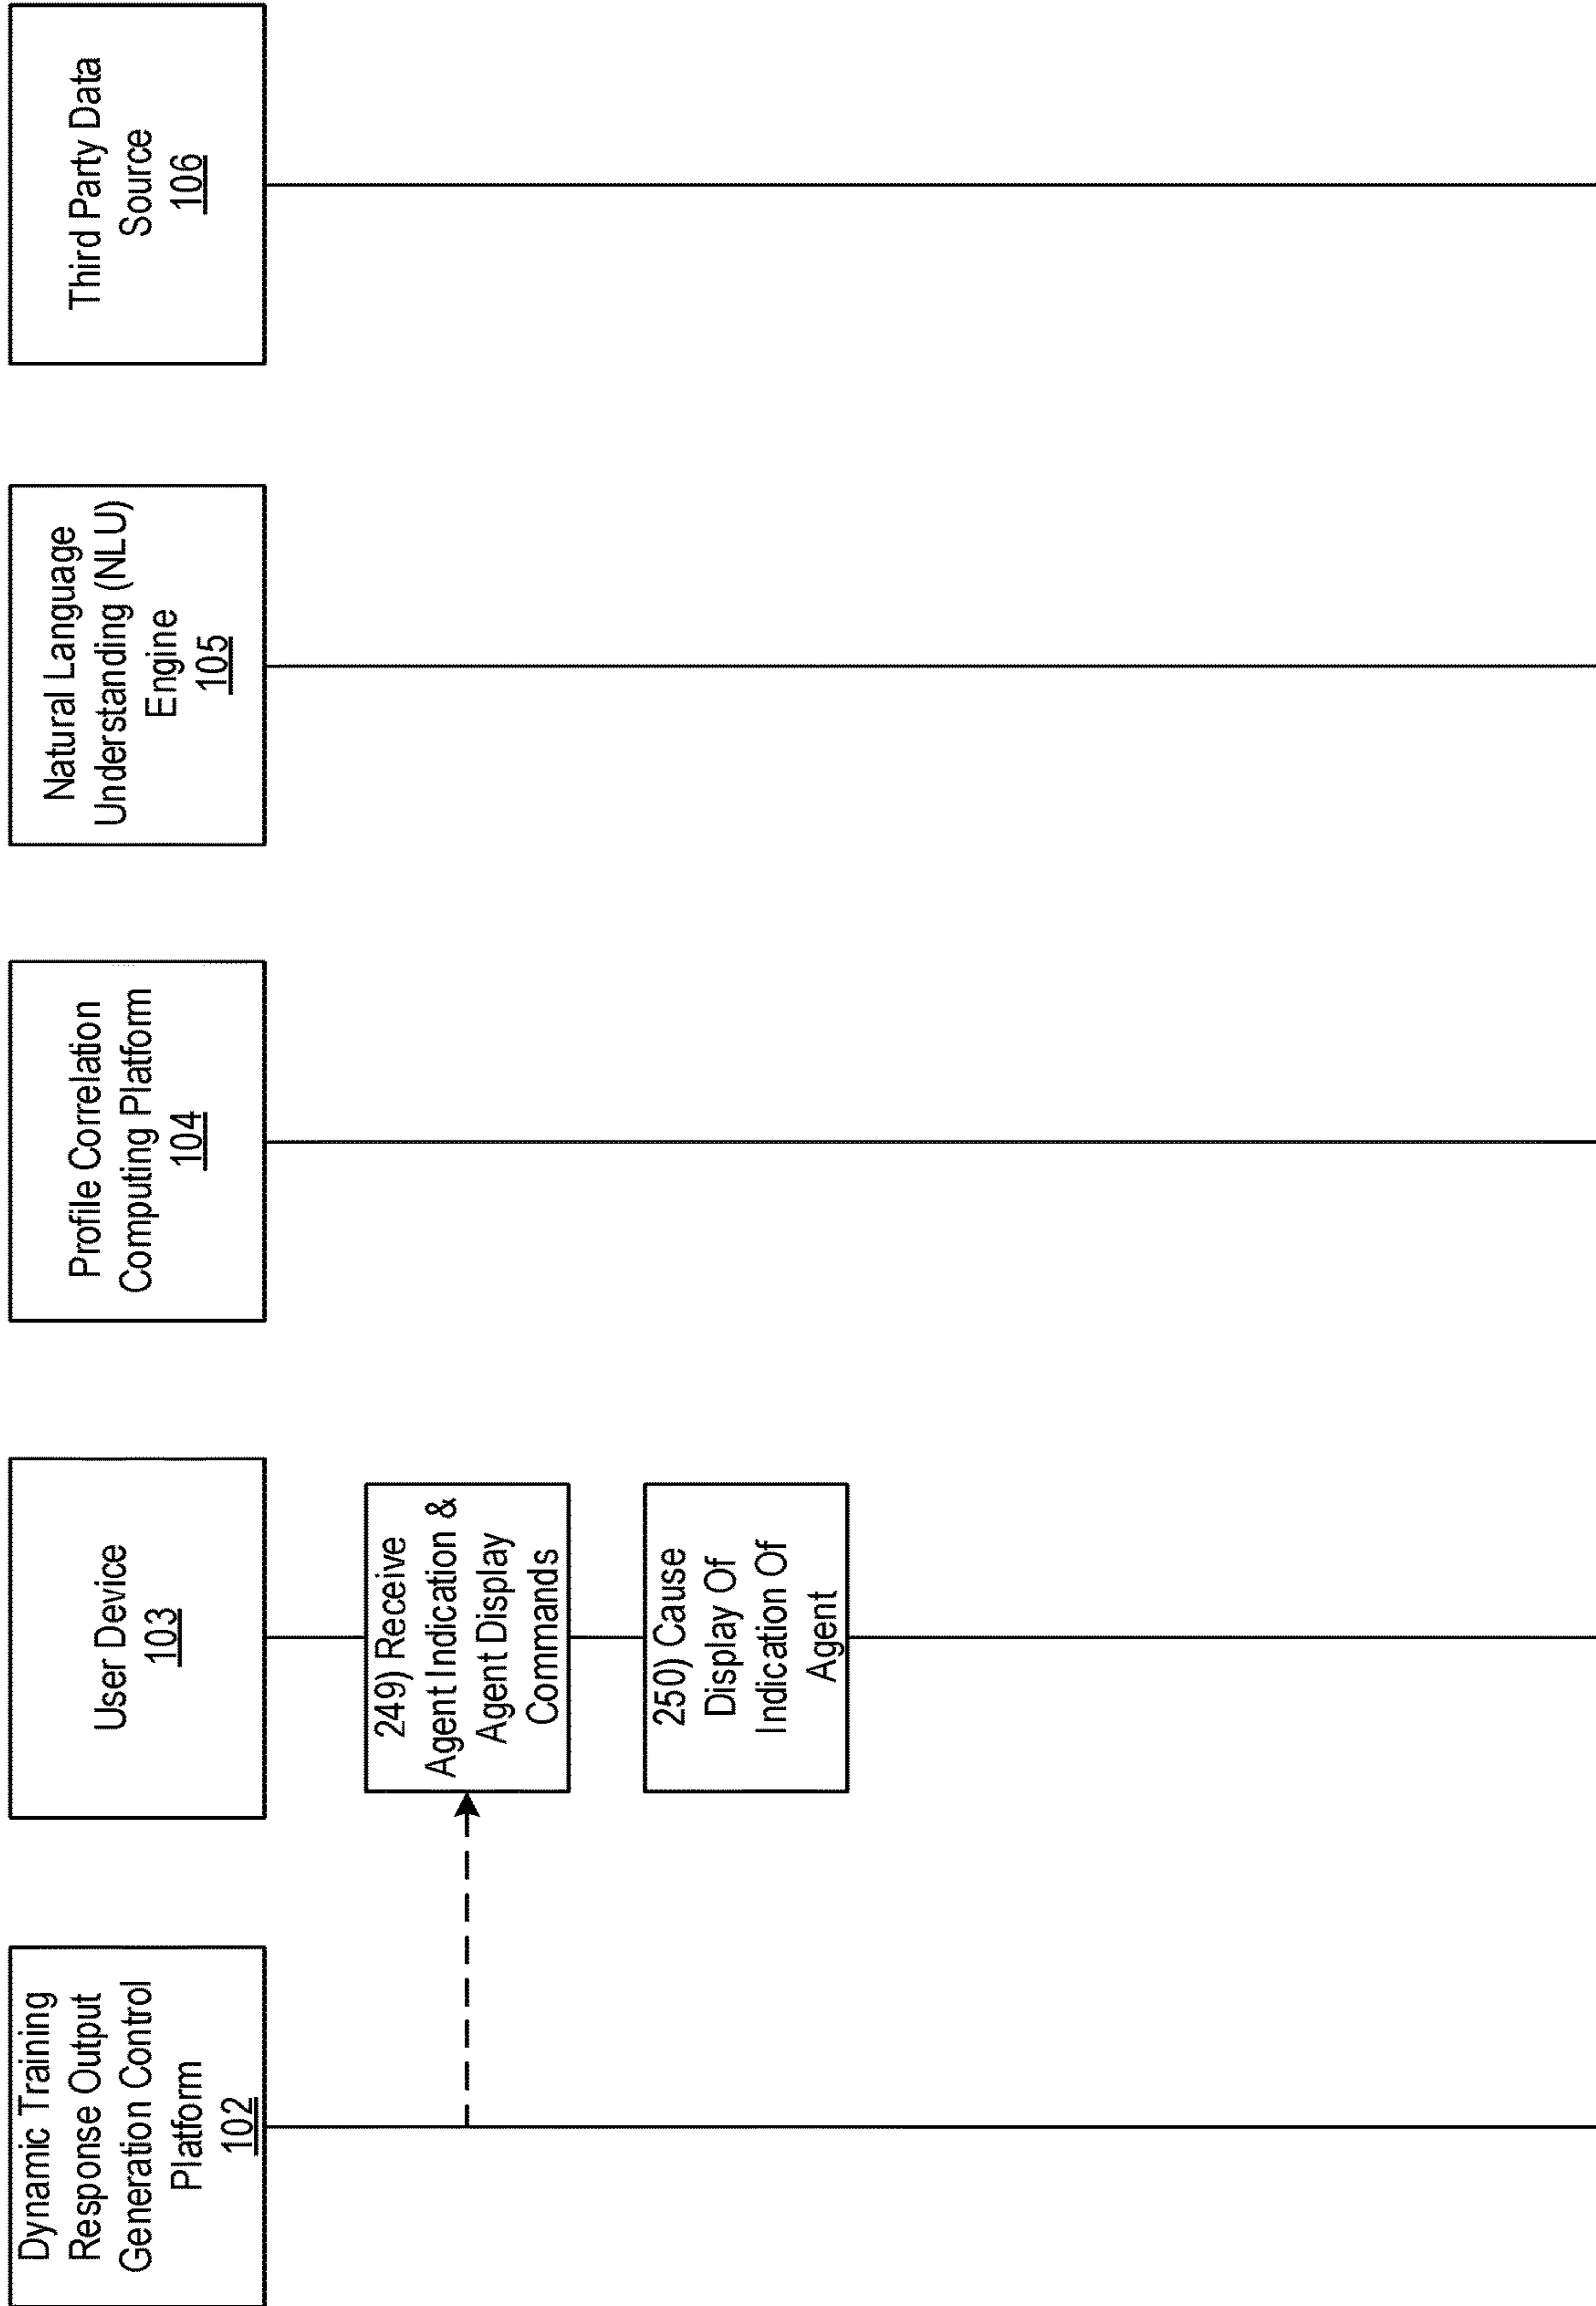 Dynamic Training
Response Output
Generation Control
Platform
102
User Device
103
Profile Correlation
Computing Platform
104
Natural Language
Understanding (NLU)
Engine
105
Third Party Data
Source
106
249) Receive
Agent Indication &
Agent Display
Commands
250) Cause
Display Of
Indication Of
Agent